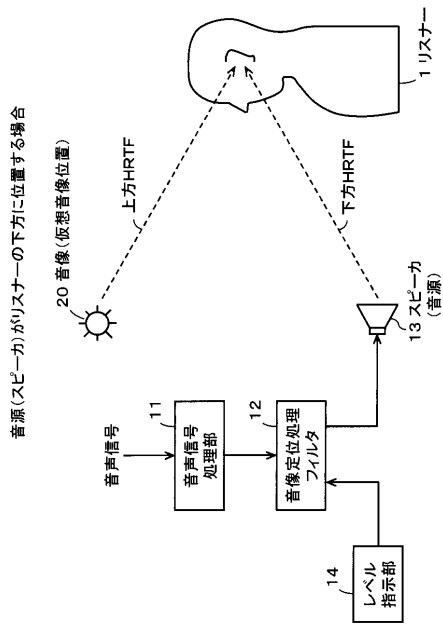 音源(スピーカ)がリスナーの下方に位置する場合
20 音像(仮想音像位置)
上方HRTF
1 リスナー
下方HRTF
音声信号
11
音声信号
処理部
12
音像定位処理
フィルタ
13 スピーカ
(音源)
14
レベル
指示部